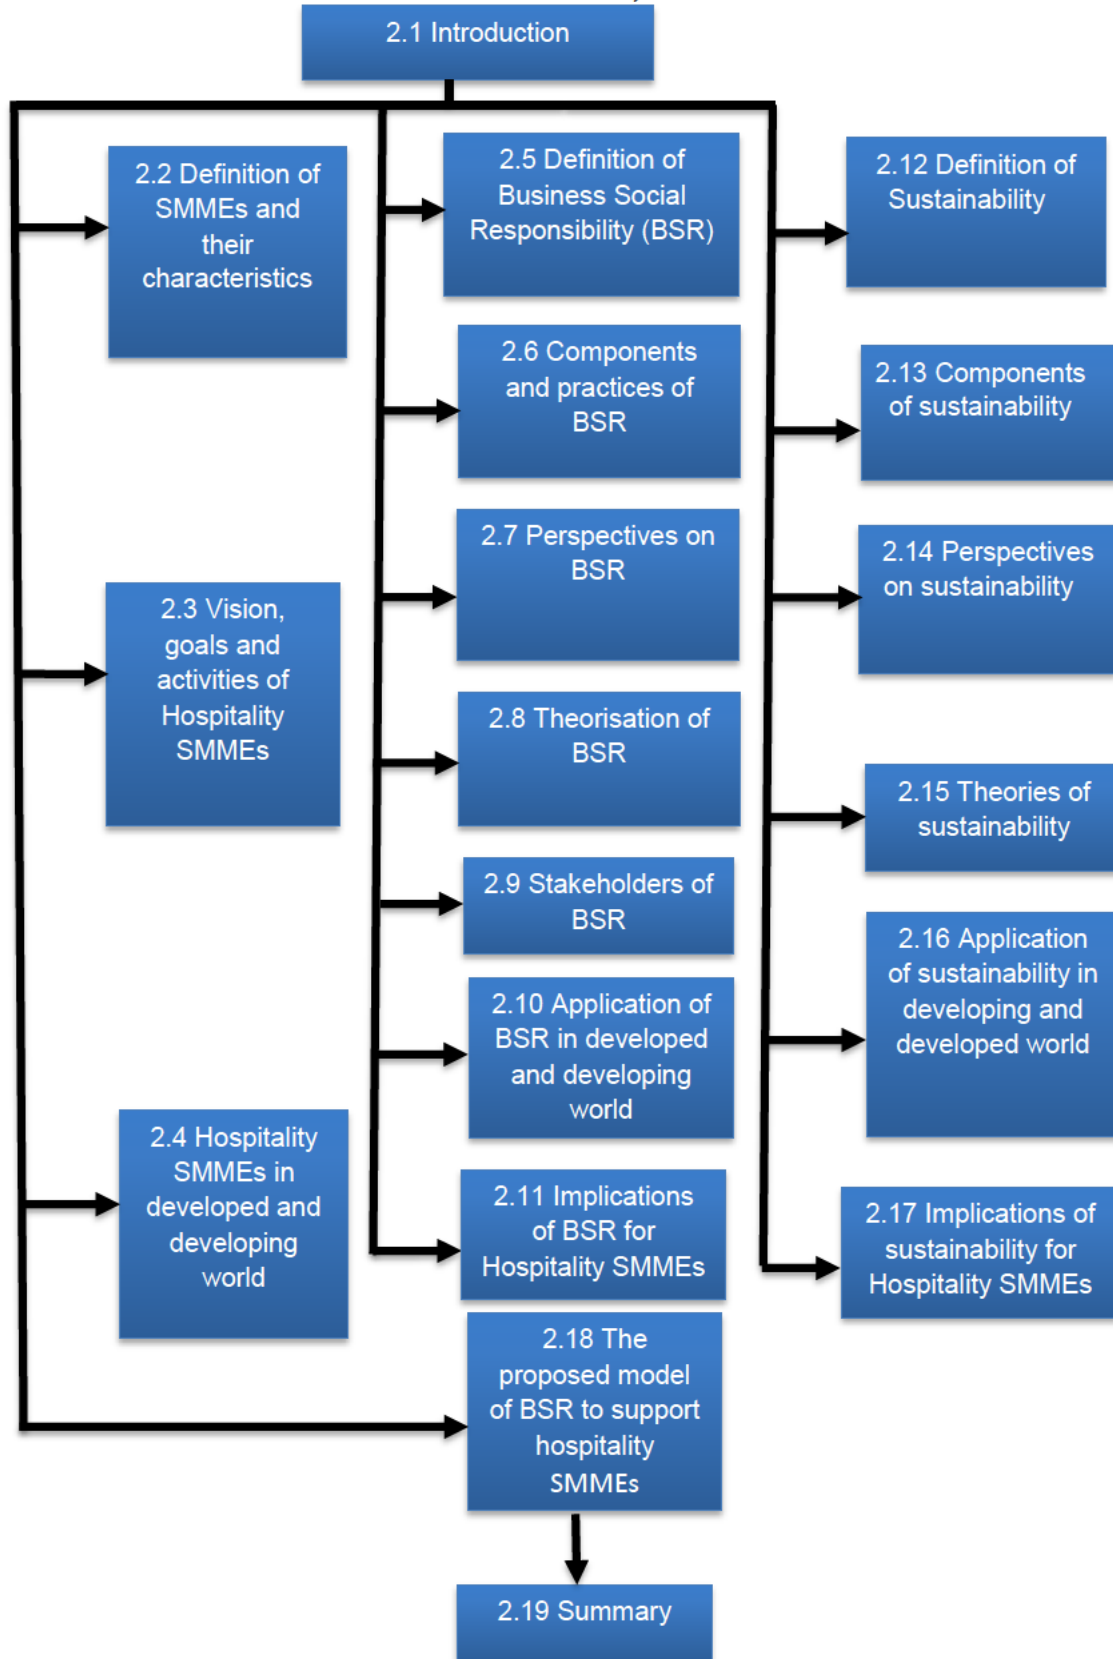 2.1 Introduction
2.2 Definition of
SMMEs and
their
characteristics
2.3 Vision,
goals and
activities of
Hospitality
SMMEs
2.4 Hospitality
SMMEs in
developed and
developing
world
2.5 Definition of
Business Social
Responsibility (BSR)
2.6 Components
and practices of
BSR
2.7 Perspectives on
BSR
2.8 Theorisation of
BSR
2.9 Stakeholders of
BSR
2.10 Application of
BSR in developed
and developing
world
2.11 Implications
of BSR for
Hospitality SMMEs
2.12 Definition of
Sustainability
2.13 Components
of sustainability
2.14 Perspectives
on sustainability
2.15 Theories of
sustainability
2.16 Application
of sustainability in
developing and
developed world
2.17 Implications of
sustainability for
Hospitality SMMEs
2.18 The
proposed model
of BSR to support
hospitality
SMMEs
2.19 Summary